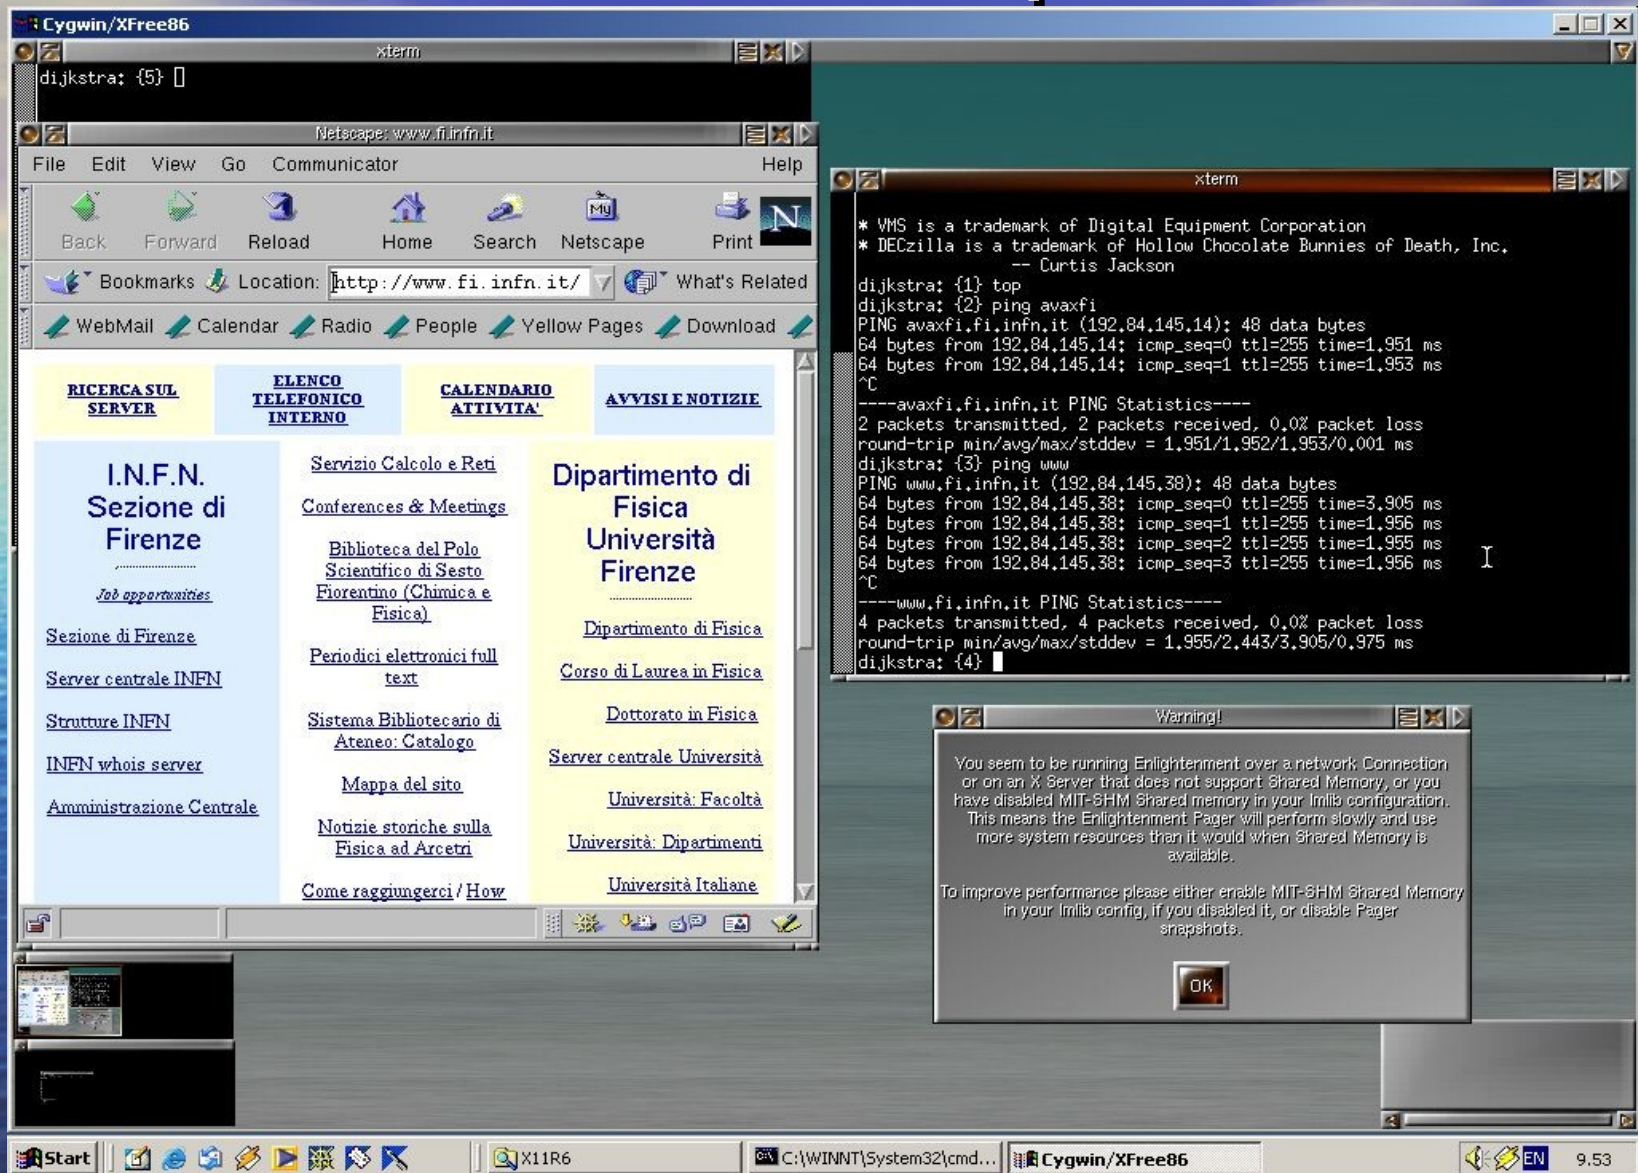 Cygwin/XFree86
xterm
dijkstra: {5}
Netscape: www.fi.infn.it
File Edit View Go Communicator Help
Back Forward Reload Home Search Netscape Print
My
N
Bookmarks Location: http://www.fi.infn.it/ What's Related
WebMail Calendar Radio People Yellow Pages Download
RICERCA SUL
SERVER
ELENCO
TELEFONICO
INTERNO
CALENDARIO
ATTIVITA'
AVVISI E NOTIZIE
I.N.F.N.
Sezione di
Firenze
Job opportunities
Sezione di Firenze
Server centrale INFN
Strutture INFN
INFN whois server
Amministrazione Centrale
Servizio Calcolo e Reti
Conferences & Meetings
Biblioteca del Polo
Scientifico di Sesto
Fiorentino (Chimica e
Fisica)
Periodici elettronici full
text
Sistema Bibliotecario di
Ateneo: Catalogo
Mappa del sito
Notizie storiche sulla
Fisica ad Arcetri
Come raggiungerci / How
Dipartimento di
Fisica
Università
Firenze
Dipartimento di Fisica
Corso di Laurea in Fisica
Dottorato in Fisica
Server centrale Università
Università: Facoltà
Università: Dipartimenti
Università Italiane
xterm
* VMS is a trademark of Digital Equipment Corporation
* DECzilla is a trademark of Hollow Chocolate Bunnies of Death, Inc.
-- Curtis Jackson
dijkstra: {1} top
dijkstra: {2} ping avaxfi
PING avaxfi.fi.infn.it (192.84.145.14): 48 data bytes
64 bytes from 192.84.145.14: icmp_seq=0 ttl=255 time=1.951 ms
64 bytes from 192.84.145.14: icmp_seq=1 ttl=255 time=1.953 ms
^C
----avaxfi.fi.infn.it PING Statistics----
2 packets transmitted, 2 packets received, 0.0% packet loss
round-trip min/avg/max/stddev = 1.951/1.952/1.953/0.001 ms
dijkstra: {3} ping www
PING www.fi.infn.it (192.84.145.38): 48 data bytes
64 bytes from 192.84.145.38: icmp_seq=0 ttl=255 time=3.905 ms
64 bytes from 192.84.145.38: icmp_seq=1 ttl=255 time=1.956 ms
64 bytes from 192.84.145.38: icmp_seq=2 ttl=255 time=1.955 ms
64 bytes from 192.84.145.38: icmp_seq=3 ttl=255 time=1.956 ms
^C
----www.fi.infn.it PING Statistics----
4 packets transmitted, 4 packets received, 0.0% packet loss
round-trip min/avg/max/stddev = 1.955/2.443/3.905/0.975 ms
dijkstra: {4}
Warning!
You seem to be running Enlightenment over a network Connection
or on an X Server that does not support Shared Memory, or you
have disabled MIT-SHM Shared memory in your Imlib configuration.
This means the Enlightenment Pager will perform slowly and use
more system resources than it would when Shared Memory is
available.
To improve performance please either enable MIT-SHM Shared Memory
in your Imlib config, if you disabled it, or disable Pager
snapshots.
OK
Start X11R6 C:\WINNT\System32\cmd... Cygwin/XFree86 EN 9.53